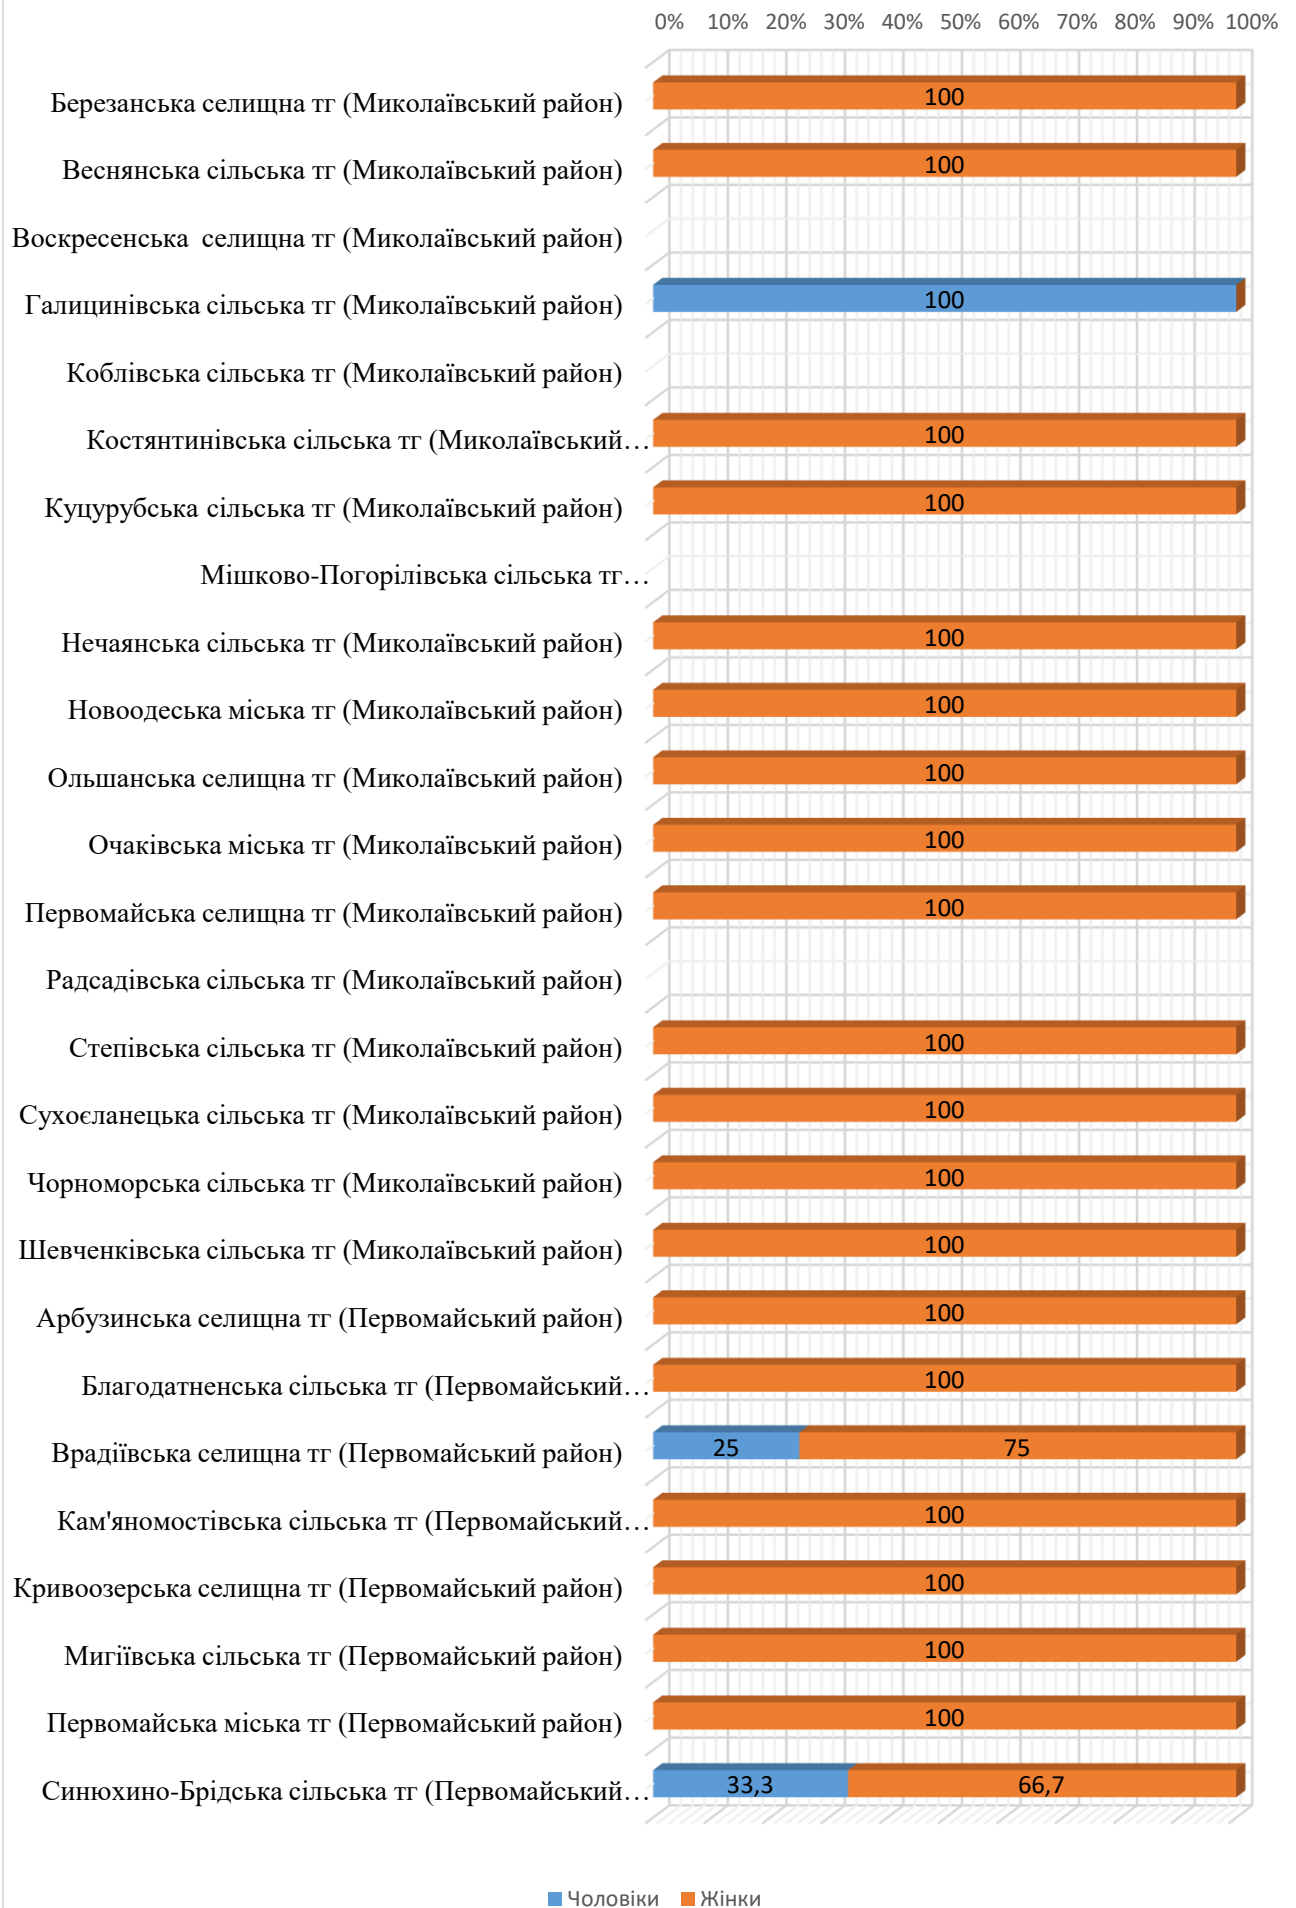 0% 10% 20% 30% 40% 50% 60% 70% 80% 90% 100%
Березанська селищна тг (Миколаївський район) 100
Веснянська сільська тг (Миколаївський район) 100
Воскресенська  селищна тг (Миколаївський район)
Галицинівська сільська тг (Миколаївський район) 100
Коблівська сільська тг (Миколаївський район)
Костянтинівська сільська тг (Миколаївський… 100
Куцурубська сільська тг (Миколаївський район) 100
Мішково-Погорілівська сільська тг…
Нечаянська сільська тг (Миколаївський район) 100
Новоодеська міська тг (Миколаївський район) 100
Ольшанська селищна тг (Миколаївський район) 100
Очаківська міська тг (Миколаївський район) 100
Первомайська селищна тг (Миколаївський район) 100
Радсадівська сільська тг (Миколаївський район)
Степівська сільська тг (Миколаївський район) 100
Сухоєланецька сільська тг (Миколаївський район) 100
Чорноморська сільська тг (Миколаївський район) 100
Шевченківська сільська тг (Миколаївський район) 100
Арбузинська селищна тг (Первомайський район) 100
Благодатненська сільська тг (Первомайський… 100
Врадіївська селищна тг (Первомайський район) 25 75
Кам'яномостівська сільська тг (Первомайський… 100
Кривоозерська селищна тг (Первомайський район) 100
Мигіївська сільська тг (Первомайський район) 100
Первомайська міська тг (Первомайський район) 100
Синюхино-Брідська сільська тг (Первомайський… 33,3 66,7
Чоловіки Жінки